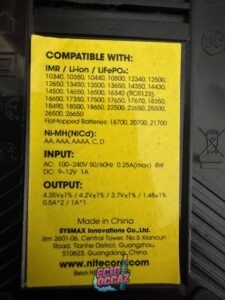 COMPATIBLE WITH:
IMR / Li-ion / LiFePO₄:
10340, 10350, 10440, 10500, 12340, 12500,
12650, 13450, 13500, 13650, 14350, 14430,
14500, 16500, 16340 (RCR123),
16650, 17350, 17500, 17650, 17670, 18350,
18490, 18500, 18650, 22500, 22650, 25500,
26500, 26650
Flat-topped Batteries: 18700, 20700, 21700
Ni-MH(NiCd):
AA, AAA, AAAA, C, D
INPUT:
AC: 100~240V 50/60Hz 0.25A(max) 8W
DC: 9~12V 1A
OUTPUT:
4.35V±1% / 4.2V±1% / 3.7V±1% / 1.48±1%
0.5A*2 / 1A*1
Made in China
SYSMAX Innovations Co.,Ltd.
Rm 2601-06, Central Tower, No.5 Xiancun
Road, Tianhe District, Guangzhou,
510623, Guangdong, China
www.nitecore.com
Batch N
ECIG
OCCAZ